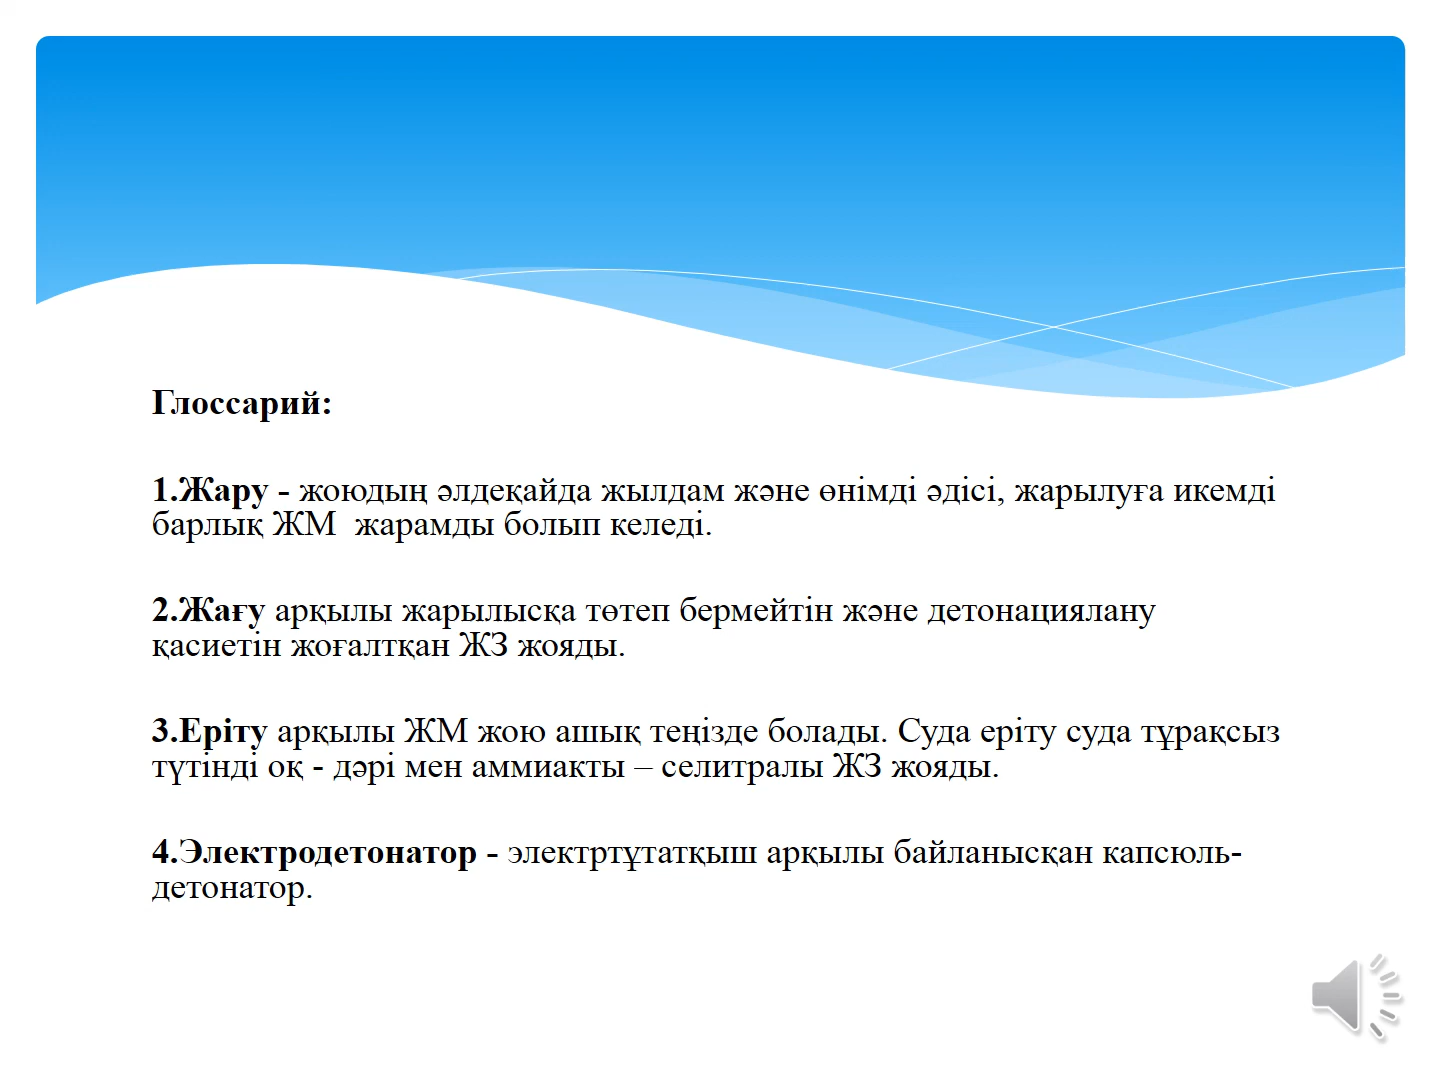 Глоссарий:
1.Жару - жоюдың әлдеқайда жылдам және өнімді әдісі, жарылуға икемді
барлық ЖМ  жарамды болып келеді.
2.Жағу арқылы жарылысқа төтеп бермейтін және детонациялану
қасиетін жоғалтқан ЖЗ жояды.
3.Еріту арқылы ЖМ жою ашық теңізде болады. Суда еріту суда тұрақсыз
түтінді оқ - дәрі мен аммиакты – селитралы ЖЗ жояды.
4.Электродетонатор - электртұтатқыш арқылы байланысқан капсюль-
детонатор.